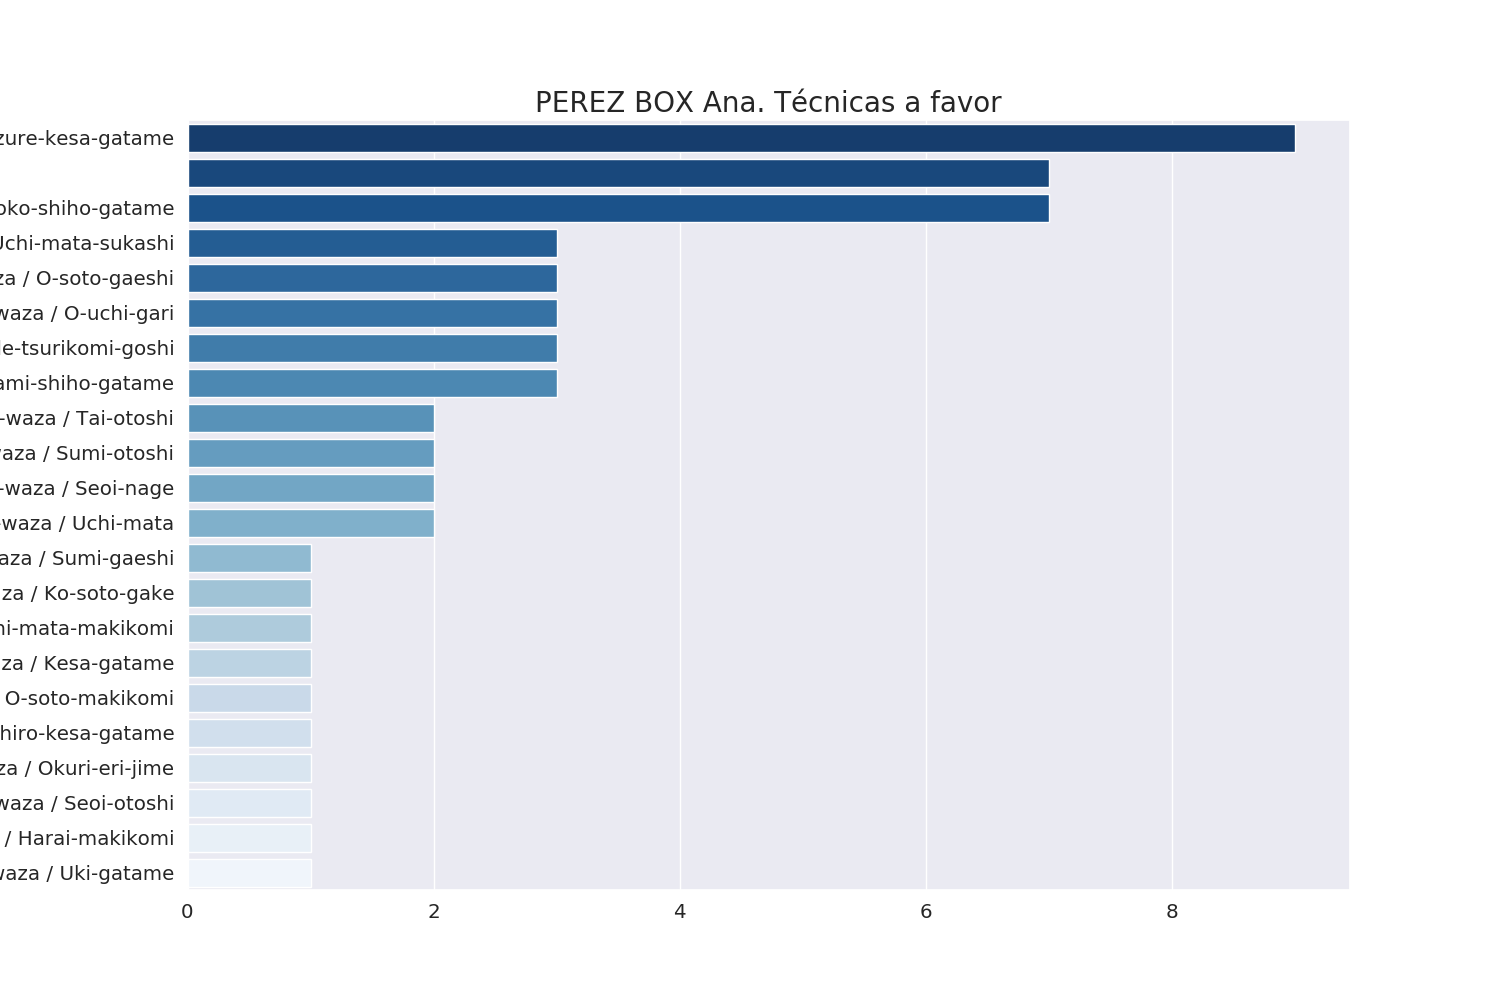 PEREZ BOX Ana. Técnicas a favor
zure-kesa-gatame
oko-shiho-gatame
Uchi-mata-sukashi
za / O-soto-gaeshi
waza / O-uchi-gari
le-tsurikomi-goshi
ami-shiho-gatame
-waza / Tai-otoshi
vaza / Sumi-otoshi
-waza / Seoi-nage
-waza / Uchi-mata
aza / Sumi-gaeshi
za / Ko-soto-gake
hi-mata-makikomi
za / Kesa-gatame
O-soto-makikomi
hiro-kesa-gatame
za / Okuri-eri-jime
waza / Seoi-otoshi
/ Harai-makikomi
waza / Uki-gatame
0 2 4 6 8